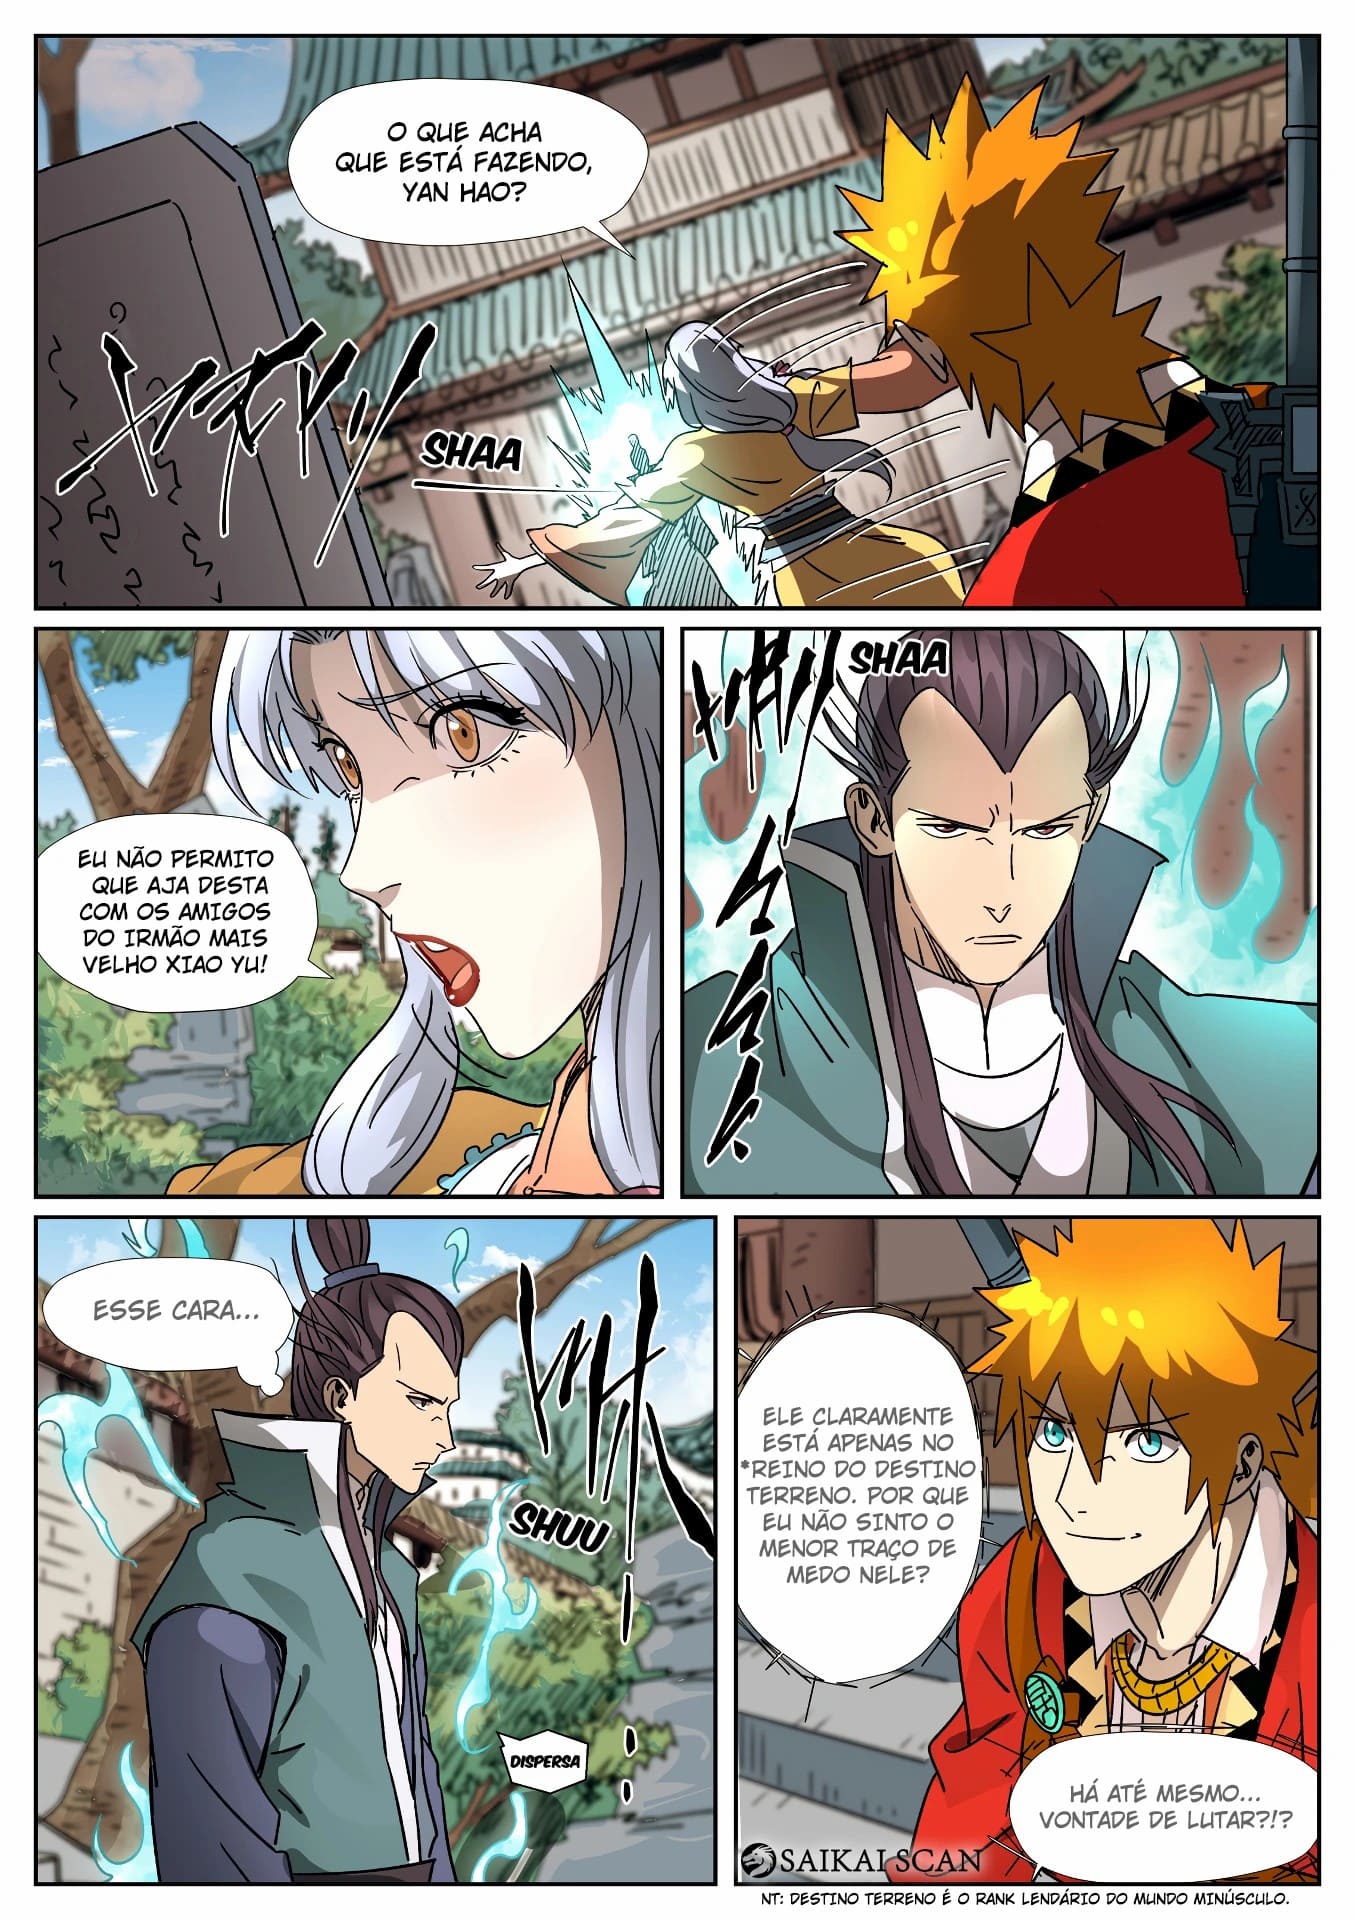 O QUE ACHA
QUE ESTÁ FAZENDO,
YAN HAO?
SHAA
EU NÃO PERMITO
QUE AJA DESTA
COM OS AMIGOS
DO IRMÃO MAIS
VELHO XIAO YU!
SHAA
ESSE CARA...
SHUU
DISPERSA
ELE CLARAMENTE
ESTÁ APENAS NO
*REINO DO DESTINO
TERRENO. POR QUE
EU NÃO SINTO O
MENOR TRAÇO DE
MEDO NELE?
HÁ ATÉ MESMO...
VONTADE DE LUTAR?!?
SAIKAI SCAN
NT: DESTINO TERRENO É O RANK LENDÁRIO DO MUNDO MINÚSCULO.